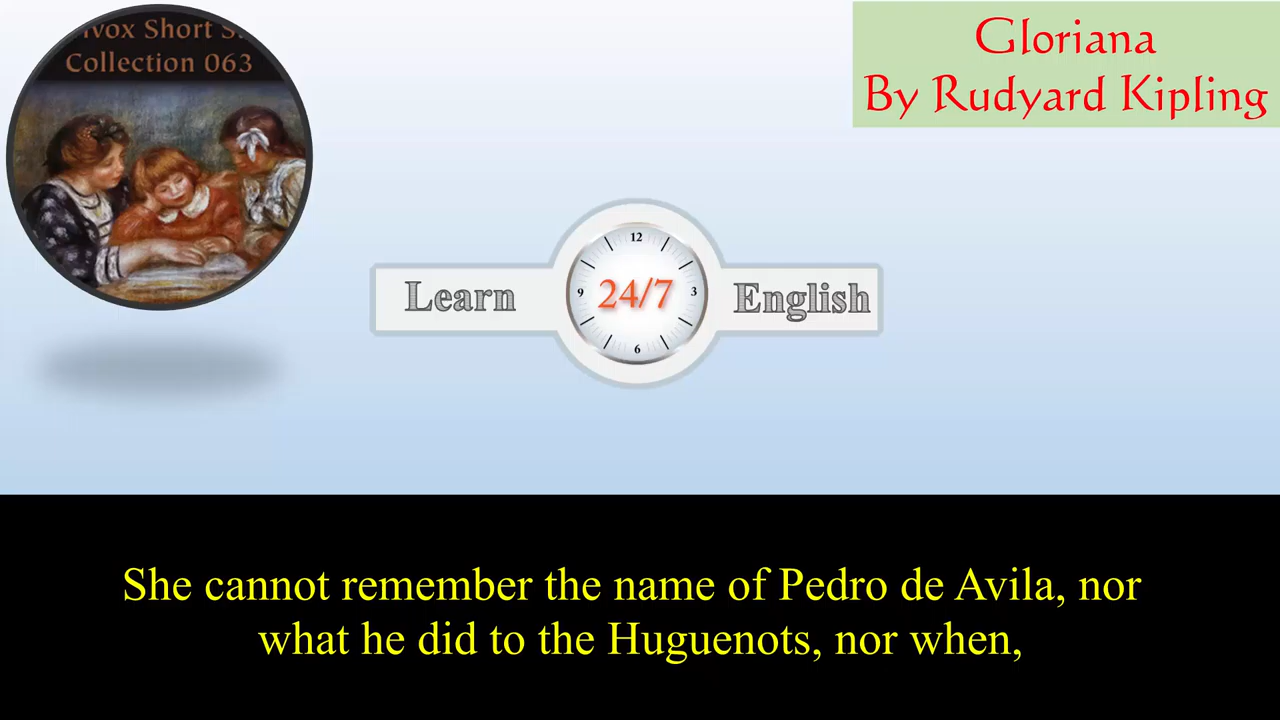 Short
Collection 063
Gloriana
By Rudyard Kipling
Learn 24/7 English
12
9
3
6
She cannot remember the name of Pedro de Avila, nor
what he did to the Huguenots, nor when,